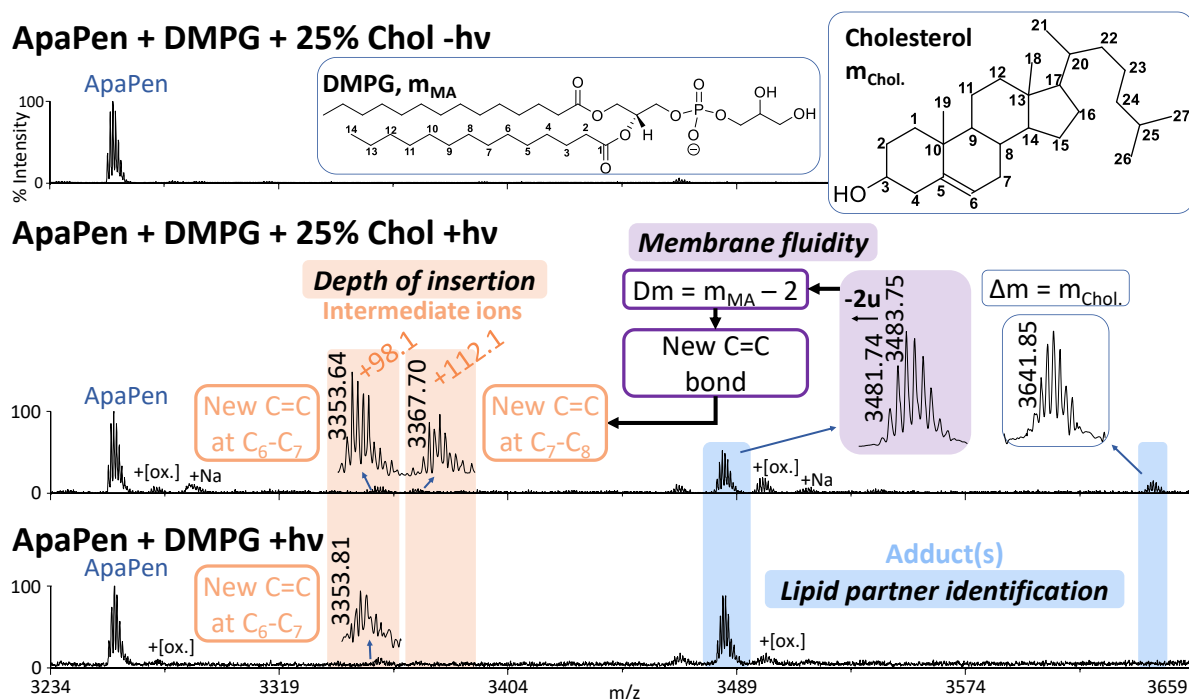 ApaPen + DMPG + 25% Chol -hν
ApaPen
100
0
% Intensity
DMPG, mMA
O
O
O
O
O
P
O
O
O
OH
OH
H
⊖
14
13
12
11
10
9
8
7
6
5
4
3
2
1
Cholesterol
mChol.
HO
1
2
3
4
5
6
7
8
9
10
11
12
13
14
15
16
17
18
19
20
21
22
23
24
25
26
27
ApaPen + DMPG + 25% Chol +hν
Membrane fluidity
Depth of insertion
Intermediate ions
Dm = mMA – 2
-2u
3481.74
3483.75
Δm = mChol.
3641.85
New C=C
bond
3353.64
+98.1
3367.70
+112.1
New C=C
at C6-C7
New C=C
at C7-C8
ApaPen
100
0
+[ox.]
+Na
+[ox.]
+Na
ApaPen + DMPG +hν
ApaPen
100
0
+[ox.]
New C=C
at C6-C7
3353.81
+[ox.]
Adduct(s)
Lipid partner identification
3234
3319
3404
m/z
3489
3574
3659